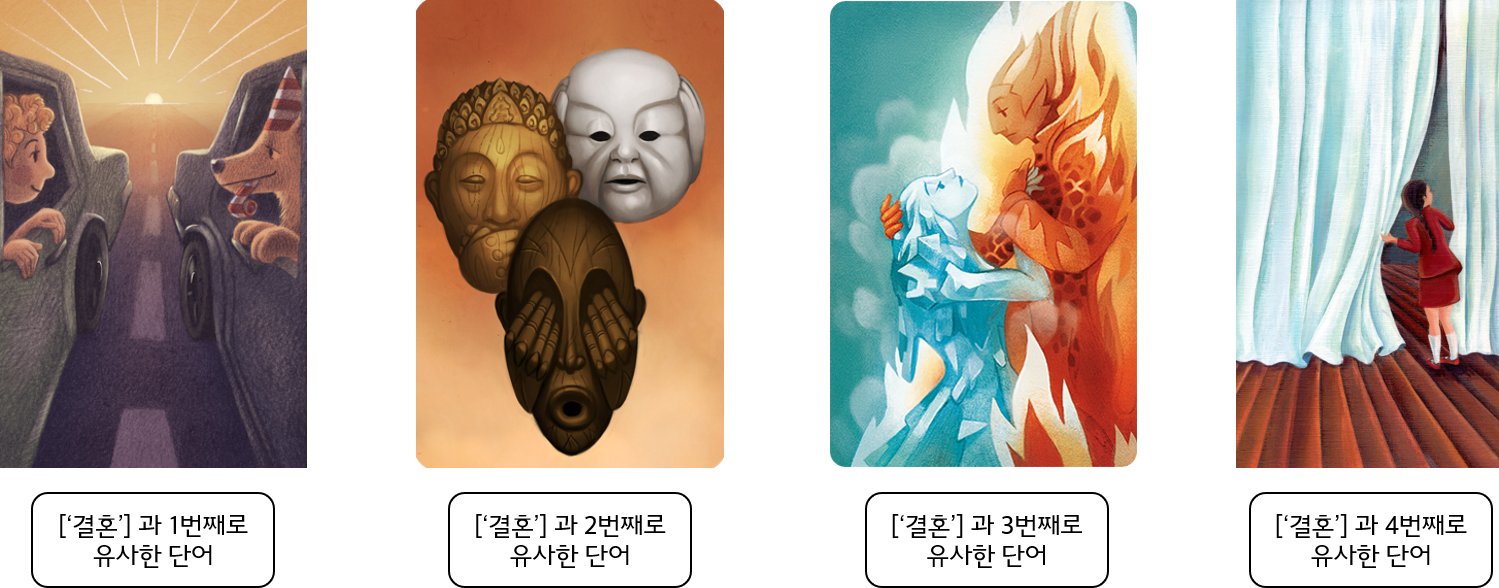 [‘결혼’] 과 1번째로
유사한 단어
[‘결혼’] 과 2번째로
유사한 단어
[‘결혼’] 과 3번째로
유사한 단어
[‘결혼’] 과 4번째로
유사한 단어